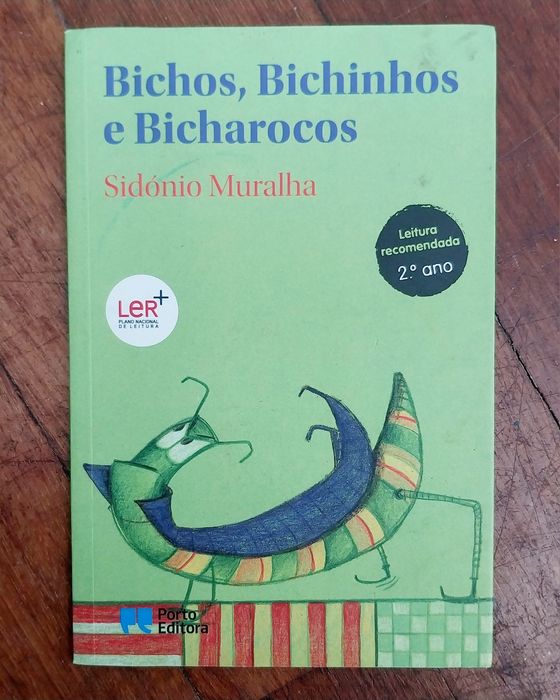 Bichos, Bichinhos
e Bicharocos
Sidónio Muralha
Leitura
recomendada
2.º ano
LeR+
PLANO NACIONAL
DE LEITURA
Porto
Editora